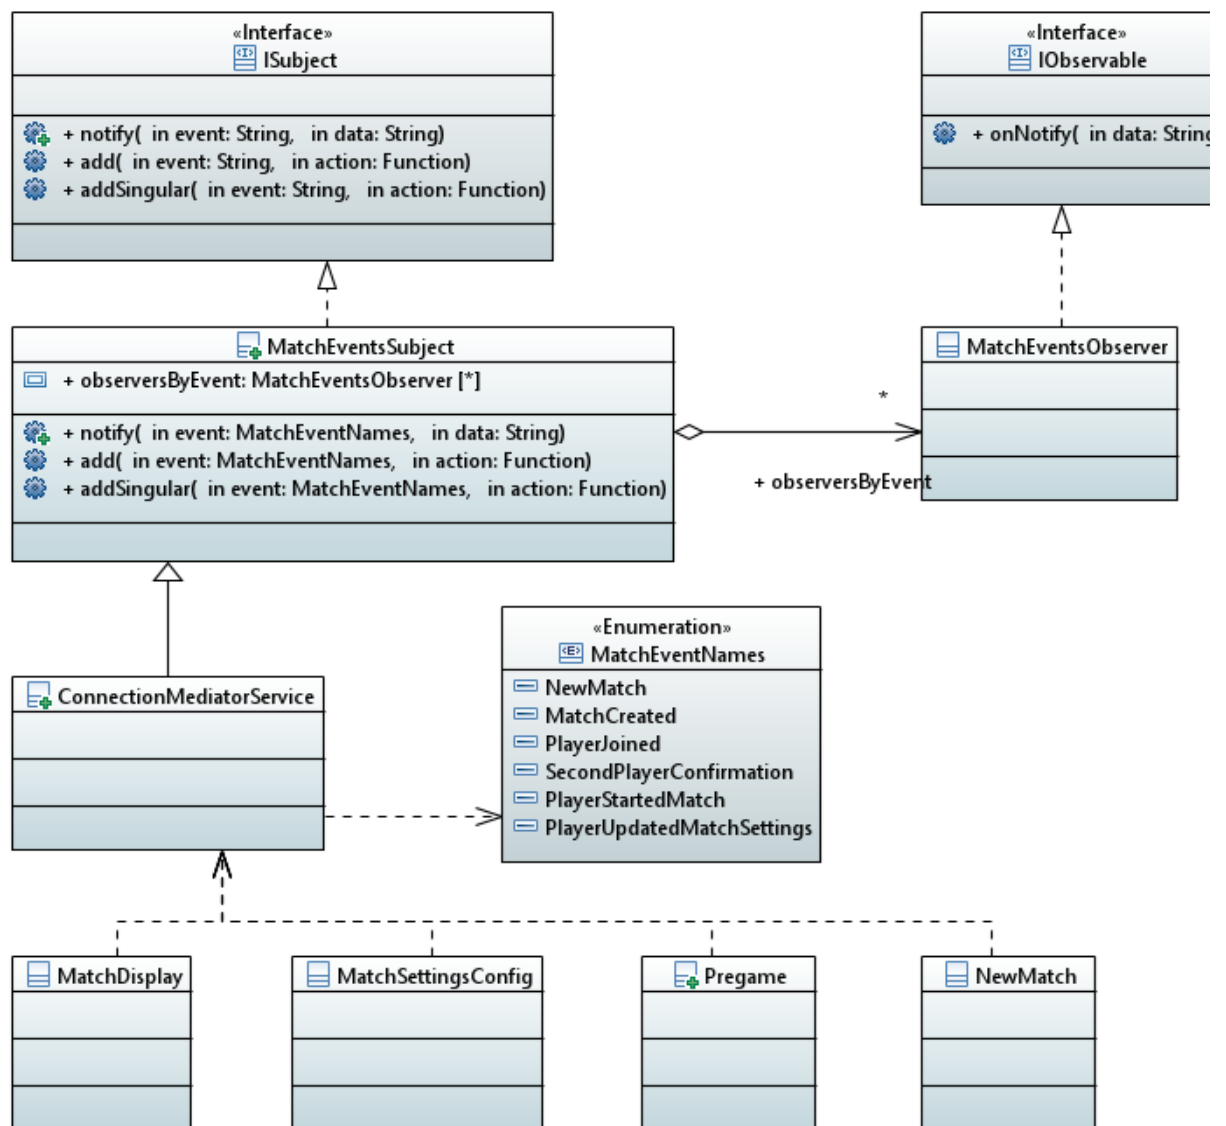 «Interface»
ISubject
+ notify( in event: String, in data: String)
+ add( in event: String, in action: Function)
+ addSingular( in event: String, in action: Function)
«Interface»
IObservable
+ onNotify( in data: String
MatchEventsSubject
+ observersByEvent: MatchEventsObserver [*]
+ notify( in event: MatchEventNames, in data: String)
+ add( in event: MatchEventNames, in action: Function)
+ addSingular( in event: MatchEventNames, in action: Function)
*
+ observersByEvent
MatchEventsObserver
«Enumeration»
MatchEventNames
NewMatch
MatchCreated
PlayerJoined
SecondPlayerConfirmation
PlayerStartedMatch
PlayerUpdatedMatchSettings
ConnectionMediatorService
MatchDisplay
MatchSettingsConfig
Pregame
NewMatch